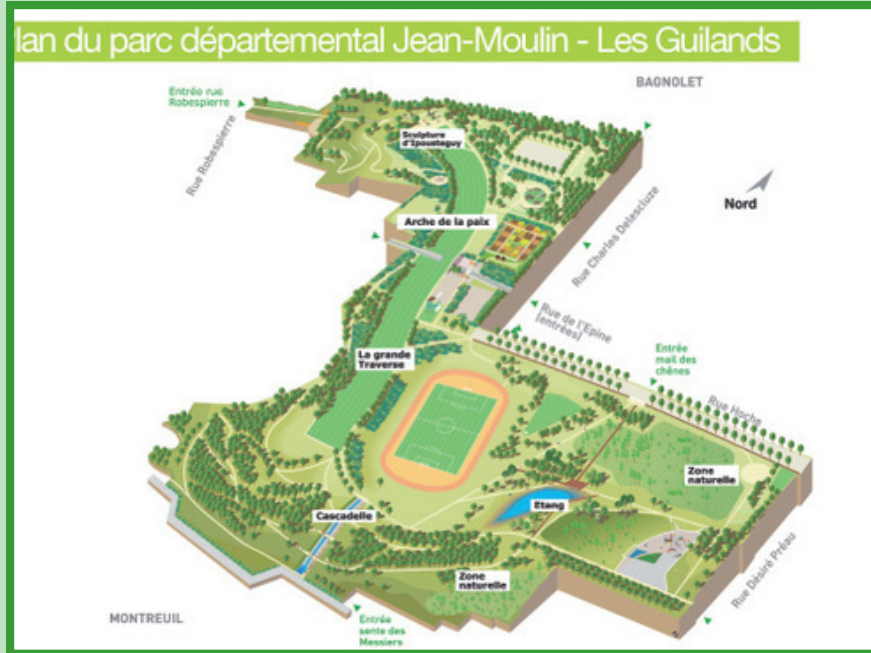 Plan du parc départemental Jean-Moulin - Les Guilands
BAGNOLET
Entrée rue
Robespierre
Rue Robespierre
Sculpture
d'Ipousteguy
Nord
Arche de la paix
Rue Charles Delescluze
Rue de l'Epine
(entrées)
Entrée
mail des
chênes
La grande
Traverse
Rue Hoche
Zone
naturelle
Etang
Cascadelle
Rue Désiré Préau
Zone
naturelle
MONTREUIL
Entrée
sente des
Messiers